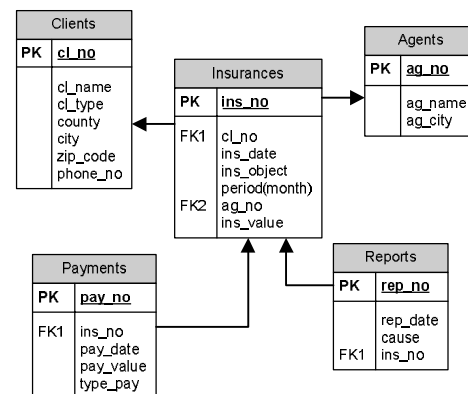 Clients
PK cl_no
cl_name
cl_type
county
city
zip_code
phone_no
Insurances
PK ins_no
FK1 cl_no
ins_date
ins_object
period(month)
FK2 ag_no
ins_value
Agents
PK ag_no
ag_name
ag_city
Payments
PK pay_no
FK1 ins_no
pay_date
pay_value
type_pay
Reports
PK rep_no
rep_date
cause
FK1 ins_no